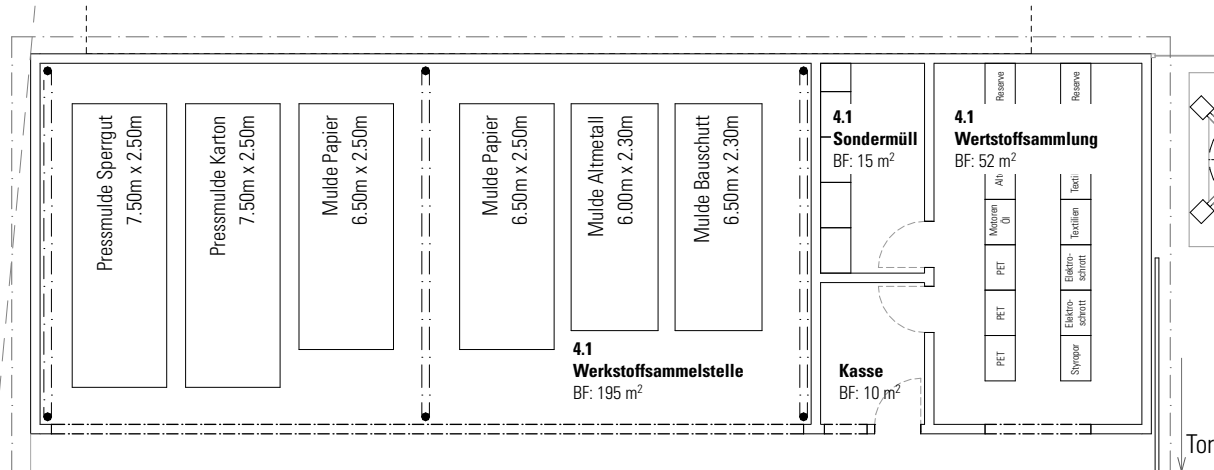 Pressmulde Sperrgut
7.50m x 2.50m
Pressmulde Karton
7.50m x 2.50m
Mulde Papier
6.50m x 2.50m
Mulde Papier
6.50m x 2.50m
Mulde Altmetall
6.00m x 2.30m
Mulde Bauschutt
6.50m x 2.30m
4.1
Werkstoffsammelstelle
BF: 195 m²
4.1
Sondermüll
BF: 15 m²
Kasse
BF: 10 m²
4.1
Wertstoffsammlung
BF: 52 m²
Reserve
Motoren
Öl
PET
PET
PET
Reserve
Textilien
Elektro-
schrott
Elektro-
schrott
Styropor
Tor